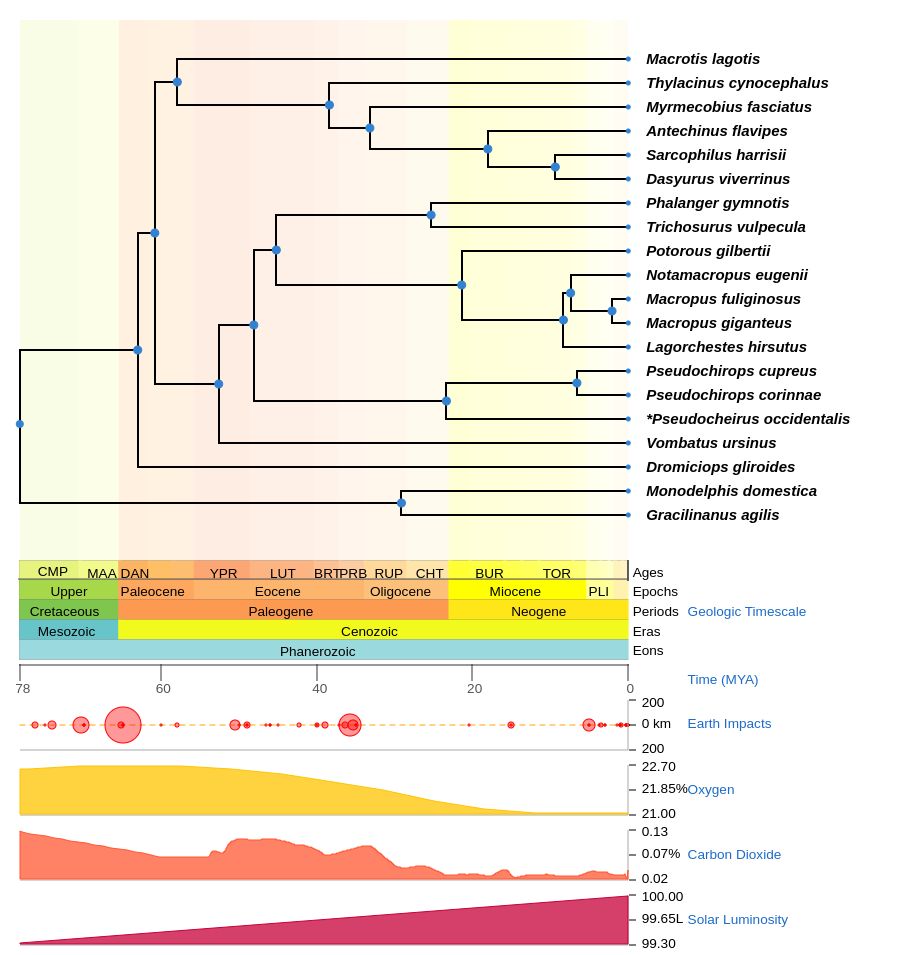 Macrotis lagotis
Thylacinus cynocephalus
Myrmecobius fasciatus
Antechinus flavipes
Sarcophilus harrisii
Dasyurus viverrinus
Phalanger gymnotis
Trichosurus vulpecula
Potorous gilbertii
Notamacropus eugenii
Macropus fuliginosus
Macropus giganteus
Lagorchestes hirsutus
Pseudochirops cupreus
Pseudochirops corinnae
*Pseudocheirus occidentalis
Vombatus ursinus
Dromiciops gliroides
Monodelphis domestica
Gracilinanus agilis
CMP MAA DAN YPR LUT BRT PRB RUP CHT BUR TOR Ages
Upper Paleocene Eocene Oligocene Miocene PLI Epochs
Cretaceous Paleogene Neogene Periods Geologic Timescale
Mesozoic Cenozoic Eras
Phanerozoic Eons
78 60 40 20 0 Time (MYA)
200
0 km Earth Impacts
200
22.70
21.85% Oxygen
21.00
0.13
0.07% Carbon Dioxide
0.02
100.00
99.65L Solar Luminosity
99.30